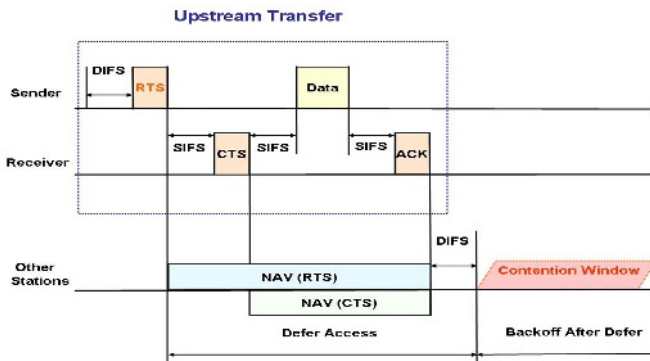 Upstream Transfer
DIFS
Sender
RTS
Data
SIFS
SIFS
SIFS
Receiver
CTS
ACK
DIFS
Other
Stations
NAV (RTS)
Contention Window
NAV (CTS)
Defer Access
Backoff After Defer